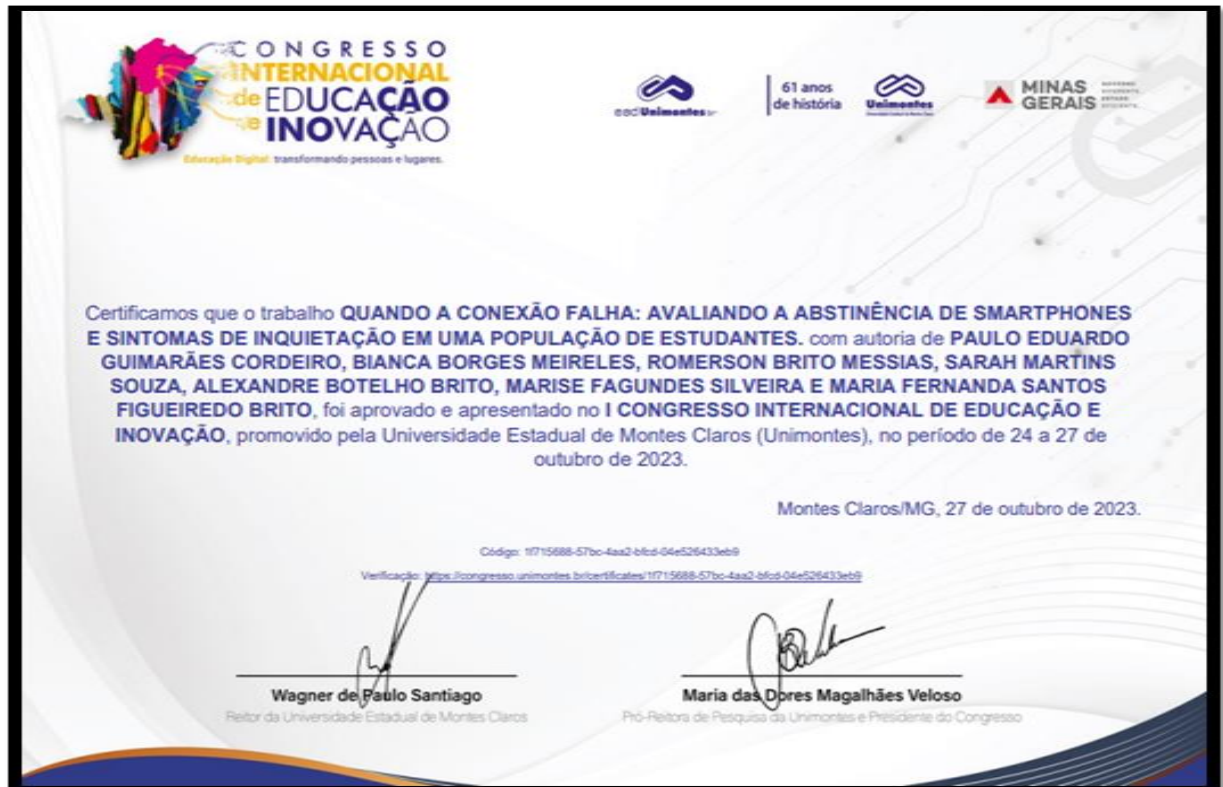 CONGRESSO
INTERNACIONAL
de EDUCAÇÃO
e INOVAÇÃO
Educação Digital: transformando pessoas e lugares.
eadUnimontes
61 anos
de história
Unimontes
MINAS
GERAIS
GOVERNO
DIFERENTE.
ESTADO
EFICIENTE.
Certificamos que o trabalho QUANDO A CONEXÃO FALHA: AVALIANDO A ABSTINÊNCIA DE SMARTPHONES
E SINTOMAS DE INQUIETAÇÃO EM UMA POPULAÇÃO DE ESTUDANTES. com autoria de PAULO EDUARDO
GUIMARÃES CORDEIRO, BIANCA BORGES MEIRELES, ROMERSON BRITO MESSIAS, SARAH MARTINS
SOUZA, ALEXANDRE BOTELHO BRITO, MARISE FAGUNDES SILVEIRA E MARIA FERNANDA SANTOS
FIGUEIREDO BRITO, foi aprovado e apresentado no I CONGRESSO INTERNACIONAL DE EDUCAÇÃO E
INOVAÇÃO, promovido pela Universidade Estadual de Montes Claros (Unimontes), no período de 24 a 27 de
outubro de 2023.
Montes Claros/MG, 27 de outubro de 2023.
Código: 1f715688-57bc-4aa2-bfcd-04e526433eb9
Verificação: https://congresso.unimontes.br/certificates/1f715688-57bc-4aa2-bfcd-04e526433eb9
Wagner de Paulo Santiago
Reitor da Universidade Estadual de Montes Claros
Maria das Dores Magalhães Veloso
Pró-Reitora de Pesquisa da Unimontes e Presidente do Congresso